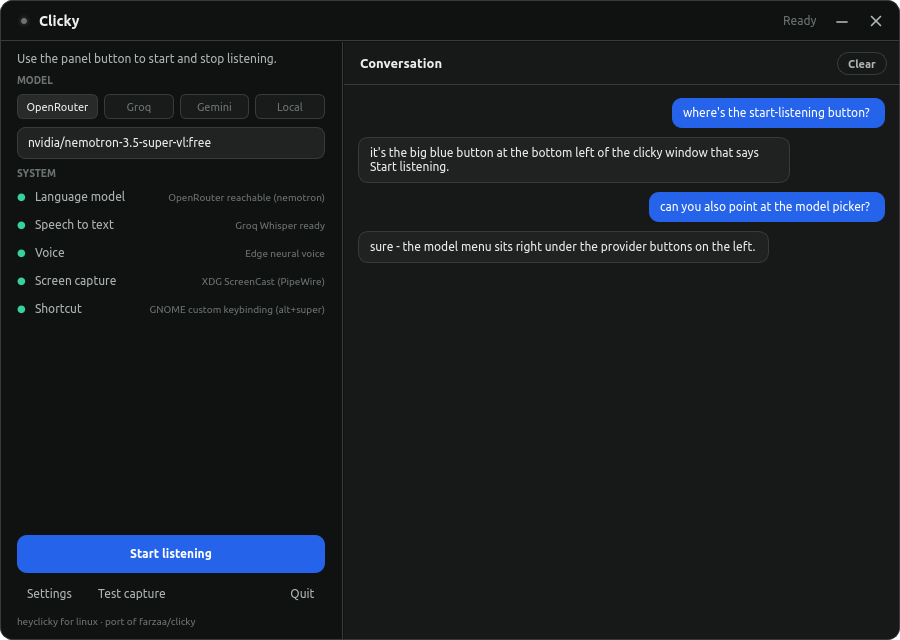 Clicky
Ready
Use the panel button to start and stop listening.
MODEL
OpenRouter
Groq
Gemini
Local
nvidia/nemotron-3.5-super-vl:free
SYSTEM
Language model
OpenRouter reachable (nemotron)
Speech to text
Groq Whisper ready
Voice
Edge neural voice
Screen capture
XDG ScreenCast (PipeWire)
Shortcut
GNOME custom keybinding (alt+super)
Start listening
Settings
Test capture
Quit
heyclicky for linux · port of farzaa/clicky
Conversation
Clear
where's the start-listening button?
it's the big blue button at the bottom left of the clicky window that says
Start listening.
can you also point at the model picker?
sure - the model menu sits right under the provider buttons on the left.